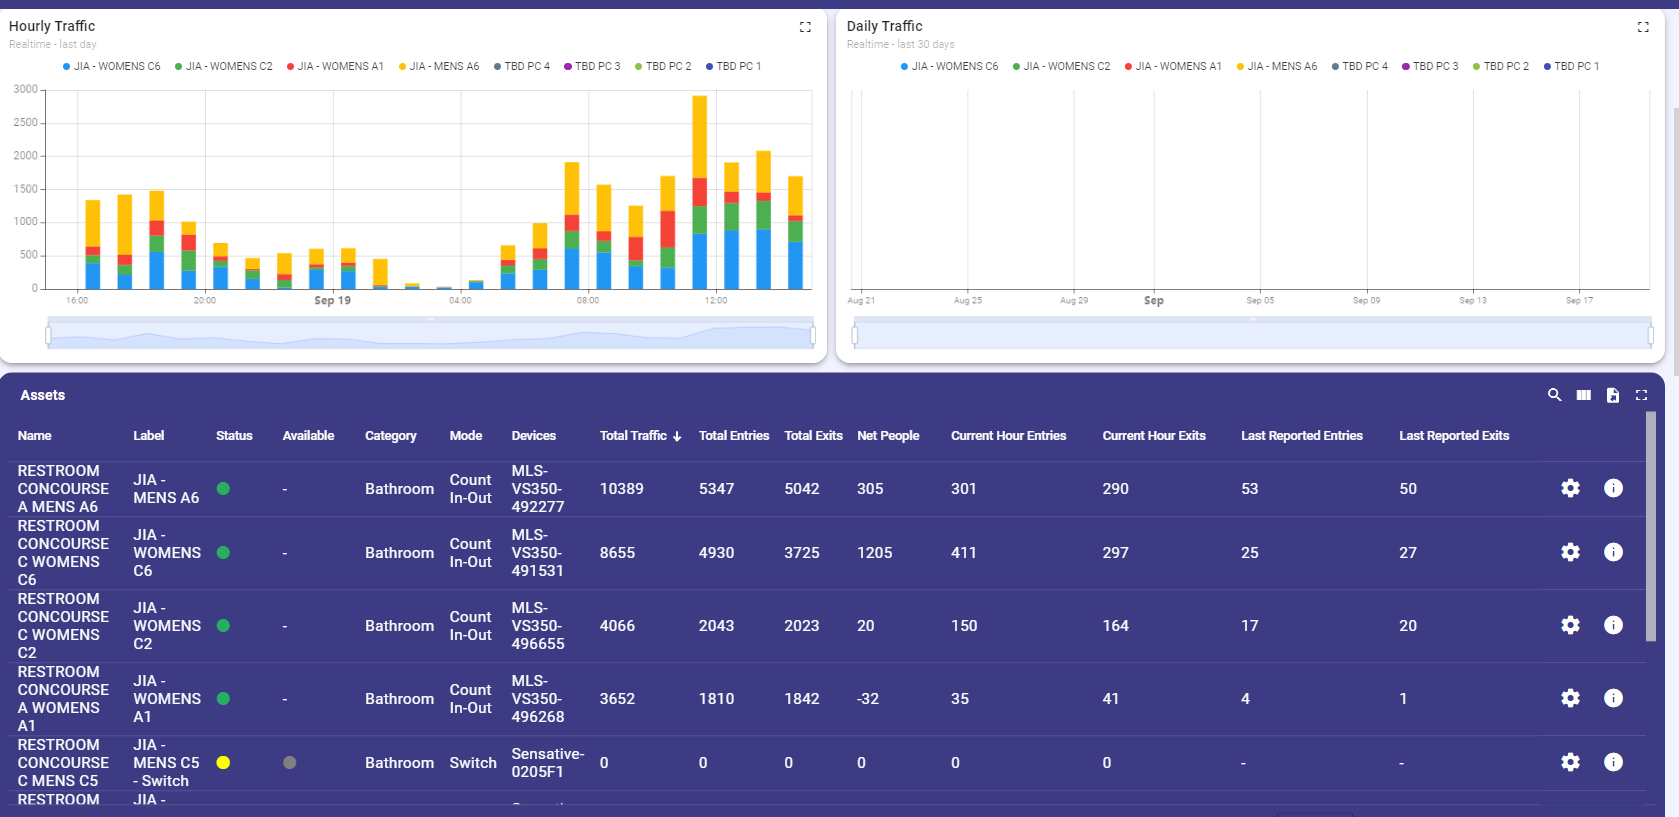 Hourly Traffic
Realtime - last day
JIA - WOMENS C6 JIA - WOMENS C2 JIA - WOMENS A1 JIA - MENS A6 TBD PC 4 TBD PC 3 TBD PC 2 TBD PC 1
3000
2500
2000
1500
1000
500
0
16:00 20:00 Sep 19 04:00 08:00 12:00
Daily Traffic
Realtime - last 30 days
JIA - WOMENS C6 JIA - WOMENS C2 JIA - WOMENS A1 JIA - MENS A6 TBD PC 4 TBD PC 3 TBD PC 2 TBD PC 1
Aug 21 Aug 25 Aug 29 Sep Sep 05 Sep 09 Sep 13 Sep 17
Assets
Name Label Status Available Category Mode Devices Total Traffic Total Entries Total Exits Net People Current Hour Entries Current Hour Exits Last Reported Entries Last Reported Exits
RESTROOM
CONCOURSE
A MENS A6
JIA -
MENS A6
-
Bathroom
Count
In-Out
MLS-
VS350-
492277
10389 5347 5042 305 301 290 53 50
RESTROOM
CONCOURSE
C WOMENS
C6
JIA -
WOMENS
C6
-
Bathroom
Count
In-Out
MLS-
VS350-
491531
8655 4930 3725 1205 411 297 25 27
RESTROOM
CONCOURSE
C WOMENS
C2
JIA -
WOMENS
C2
-
Bathroom
Count
In-Out
MLS-
VS350-
496655
4066 2043 2023 20 150 164 17 20
RESTROOM
CONCOURSE
A WOMENS
A1
JIA -
WOMENS
A1
-
Bathroom
Count
In-Out
MLS-
VS350-
496268
3652 1810 1842 -32 35 41 4 1
RESTROOM
CONCOURSE
C MENS C5
JIA -
MENS C5
- Switch
Bathroom
Switch
Sensative-
0205F1
0 0 0 0 0 0 - -
RESTROOM
JIA -